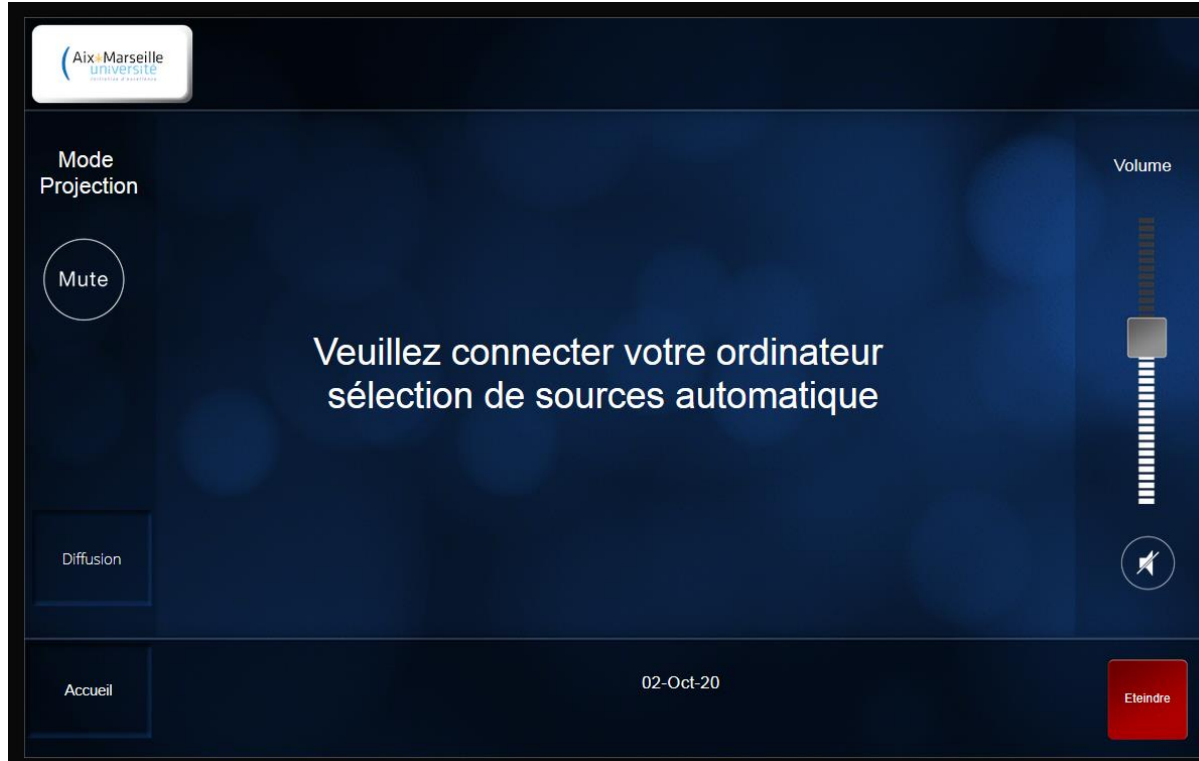 Aix+Marseille
université
Mode
Projection
Volume
Mute
Veuillez connecter votre ordinateur
sélection de sources automatique
Diffusion
Accueil
02-Oct-20
Eteindre